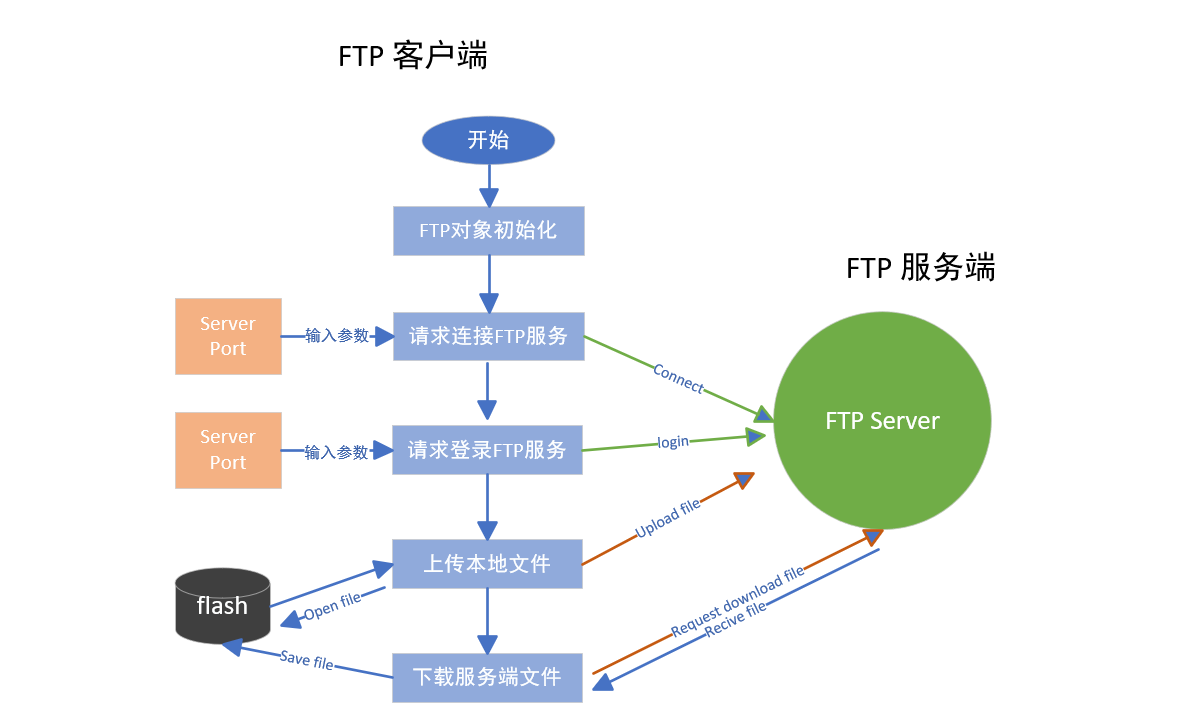 FTP 客户端
开始
FTP对象初始化
FTP 服务端
Server
Port
输入参数
请求连接FTP服务
Connect
FTP Server
Server
Port
输入参数
请求登录FTP服务
login
Upload file
上传本地文件
flash
Open file
Request download file
Recive file
Save file
下载服务端文件